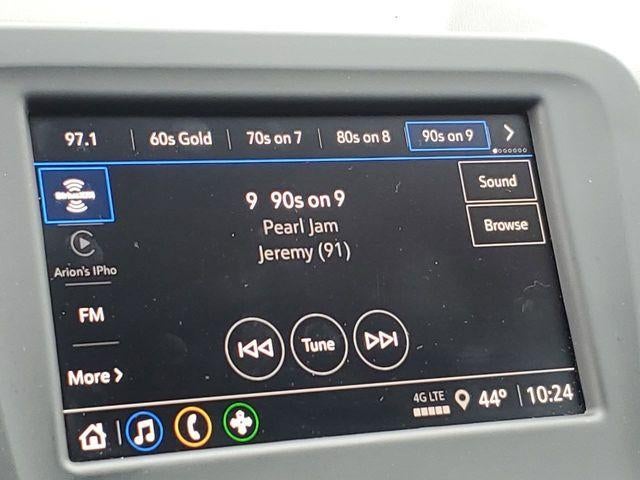 97.1 60s Gold 70s on 7 80s on 8 90s on 9 >
SiriusXM
9 90s on 9
Sound
Pearl Jam
Browse
Jeremy (91)
Arion's IPho
FM
Tune
More >
4G LTE 44° 10:24